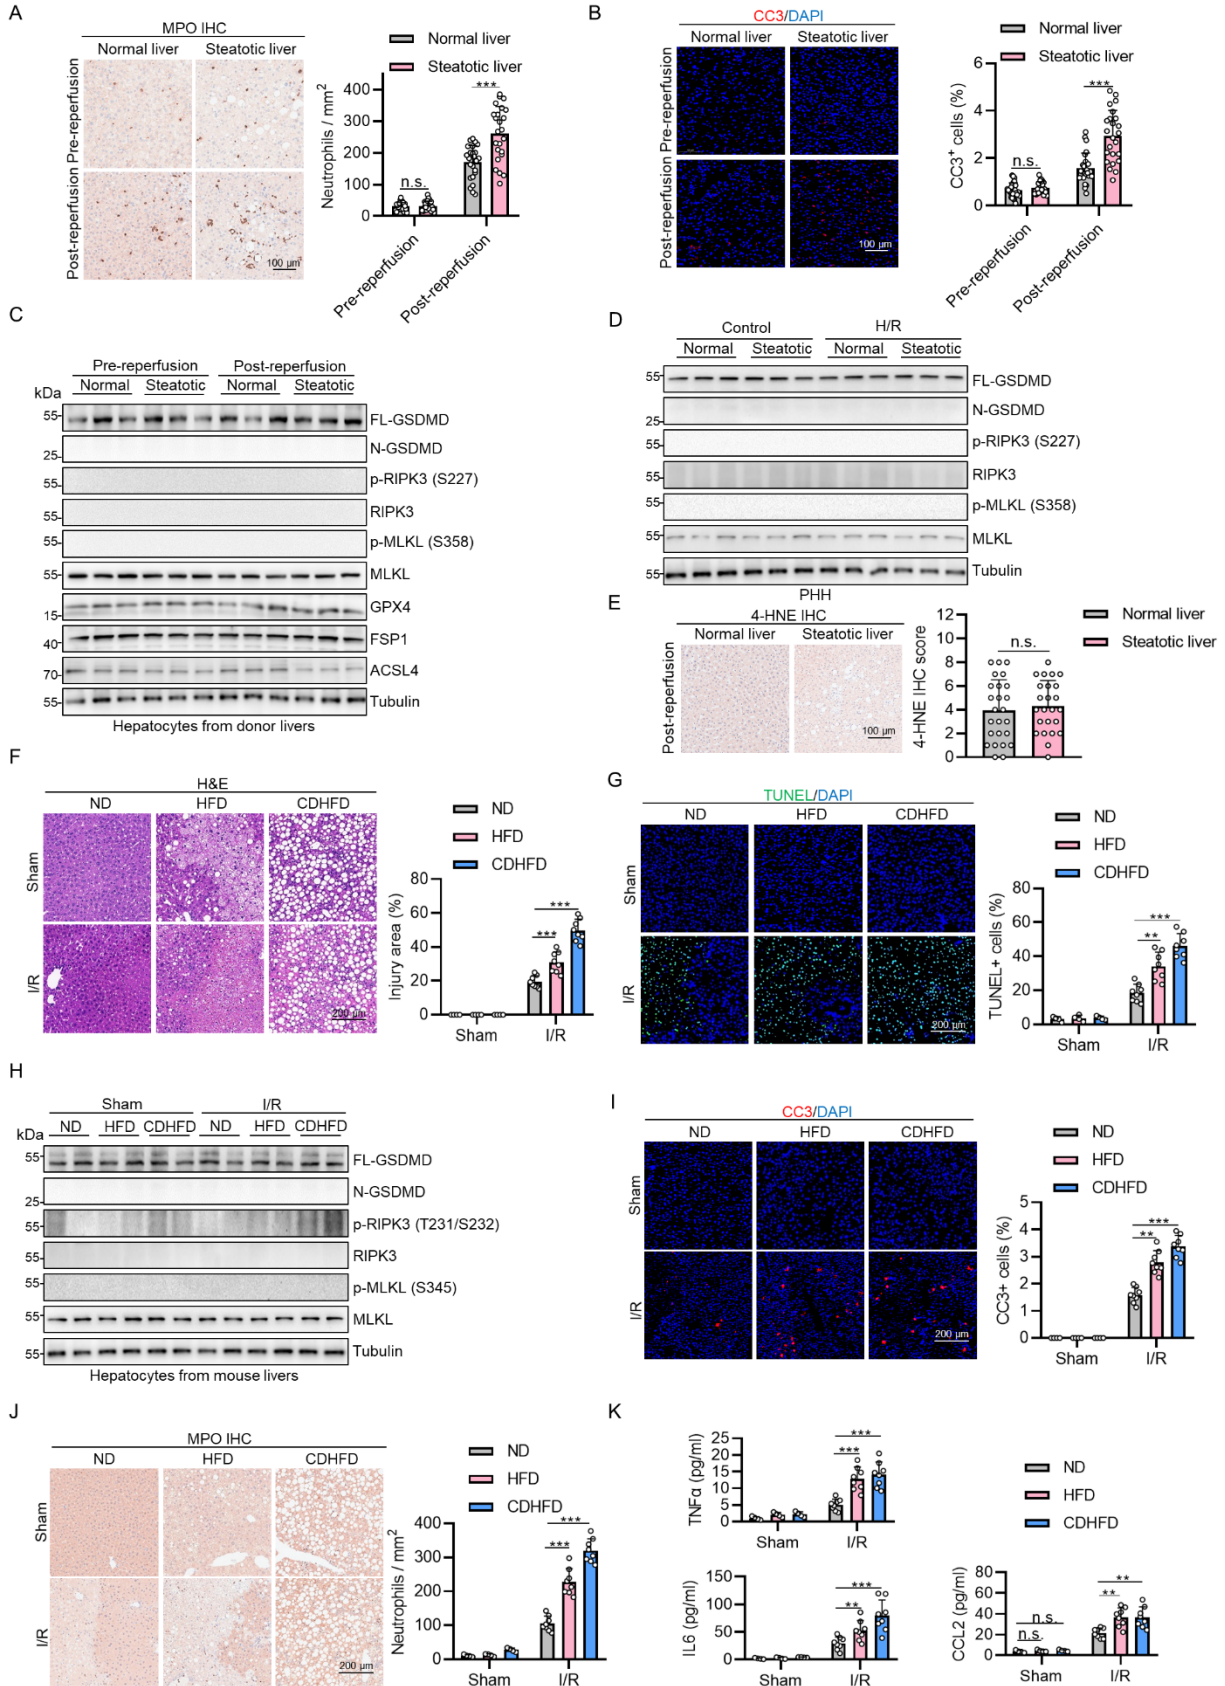 A
MPO IHC
Normal liver
Steatotic liver
Pre-reperfusion
Post-reperfusion
100 µm
Normal liver
Steatotic liver
Neutrophils / mm²
400
300
200
100
0
n.s.
***
Pre-reperfusion
Post-reperfusion
B
CC3/DAPI
Normal liver
Steatotic liver
Pre-reperfusion
Post-reperfusion
100 µm
Normal liver
Steatotic liver
CC3⁺ cells (%)
6
4
2
0
n.s.
***
Pre-reperfusion
Post-reperfusion
C
Pre-reperfusion
Post-reperfusion
kDa
Normal
Steatotic
Normal
Steatotic
55
FL-GSDMD
25
N-GSDMD
55
p-RIPK3 (S227)
55
RIPK3
55
p-MLKL (S358)
55
MLKL
15
GPX4
40
FSP1
70
ACSL4
55
Tubulin
Hepatocytes from donor livers
D
Control
H/R
Normal
Steatotic
Normal
Steatotic
55
FL-GSDMD
25
N-GSDMD
55
p-RIPK3 (S227)
55
RIPK3
55
p-MLKL (S358)
55
MLKL
55
Tubulin
PHH
E
4-HNE IHC
Normal liver
Steatotic liver
Post-reperfusion
100 µm
4-HNE IHC score
12
10
8
6
4
2
0
n.s.
Normal liver
Steatotic liver
F
H&E
ND
HFD
CDHFD
Sham
I/R
200 µm
ND
HFD
CDHFD
Injury area (%)
80
60
40
20
0
***
***
Sham
I/R
G
TUNEL/DAPI
ND
HFD
CDHFD
Sham
I/R
200 µm
ND
HFD
CDHFD
TUNEL+ cells (%)
80
60
40
20
0
***
**
Sham
I/R
H
Sham
I/R
kDa
ND
HFD
CDHFD
ND
HFD
CDHFD
55
FL-GSDMD
25
N-GSDMD
55
p-RIPK3 (T231/S232)
55
RIPK3
55
p-MLKL (S345)
55
MLKL
55
Tubulin
Hepatocytes from mouse livers
I
CC3/DAPI
ND
HFD
CDHFD
Sham
I/R
200 µm
ND
HFD
CDHFD
CC3+ cells (%)
5
4
3
2
1
0
***
**
Sham
I/R
J
MPO IHC
ND
HFD
CDHFD
Sham
I/R
200 µm
ND
HFD
CDHFD
Neutrophils / mm²
400
300
200
100
0
***
***
Sham
I/R
K
TNFα (pg/ml)
25
20
15
10
5
0
***
***
Sham
I/R
IL6 (pg/ml)
150
100
50
0
***
**
Sham
I/R
ND
HFD
CDHFD
CCL2 (pg/ml)
80
60
40
20
0
n.s.
n.s.
**
**
Sham
I/R